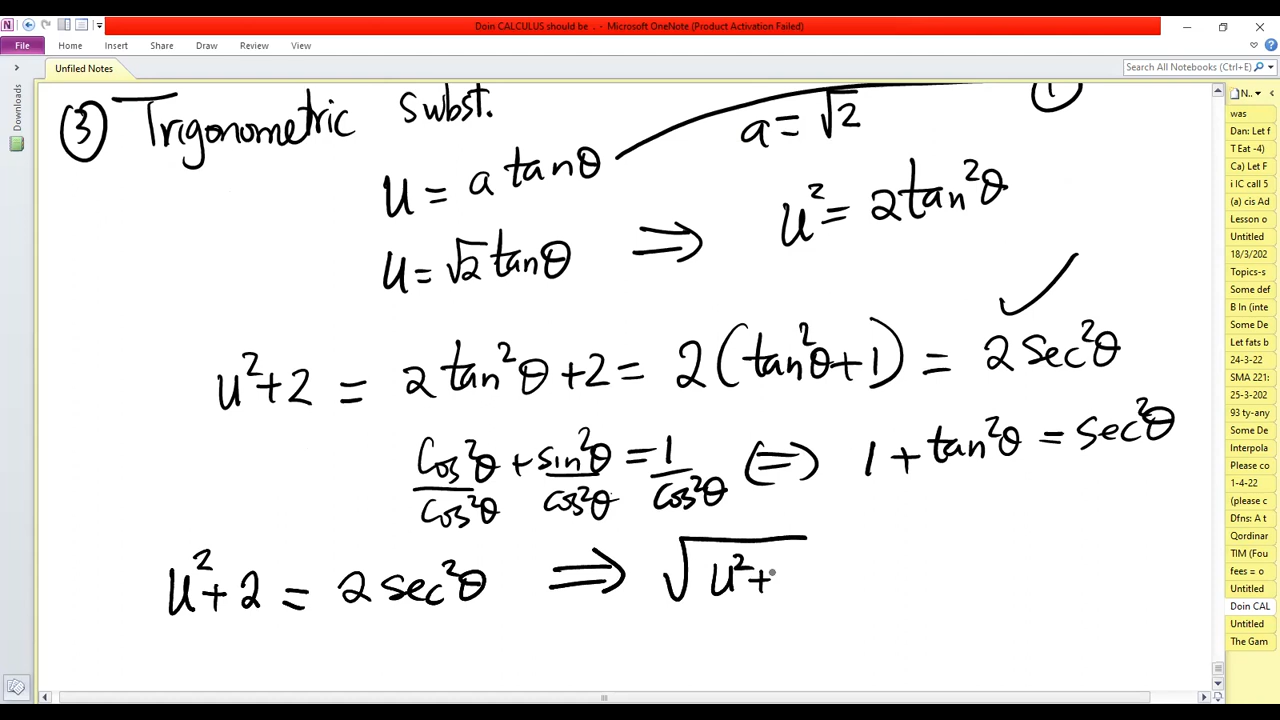 Doin CALCULUS should be . - Microsoft OneNote (Product Activation Failed)
File Home Insert Share Draw Review View
Unfiled Notes
Search All Notebooks (Ctrl+E)
Downloads
③ Trigonometric Subst.
a = √2
u = a tanθ
u = √2 tanθ ⇒ u² = 2tan²θ
u²+2 = 2tan²θ+2 = 2(tan²θ+1) = 2Sec²θ
Cos²θ/Cos²θ + sin²θ/cos²θ = 1/Cos²θ (=) 1 + tan²θ = sec²θ
u²+2 = 2sec²θ ⇒ √u²+
N..
was
Dan: Let f
T Eat -4)
Ca) Let F
i IC call 5
(a) cis Ad
Lesson o
Untitled
18/3/202
Topics-s
Some def
B In (inte
Some De
Let fats b
24-3-22
SMA 221:
25-3-202
93 ty-any
Some De
Interpola
Please co
1-4-22
(please c
Dfns: A t
Qordinar
TIM (Fou
fees = o
Untitled
Doin CAL
Untitled
The Gam